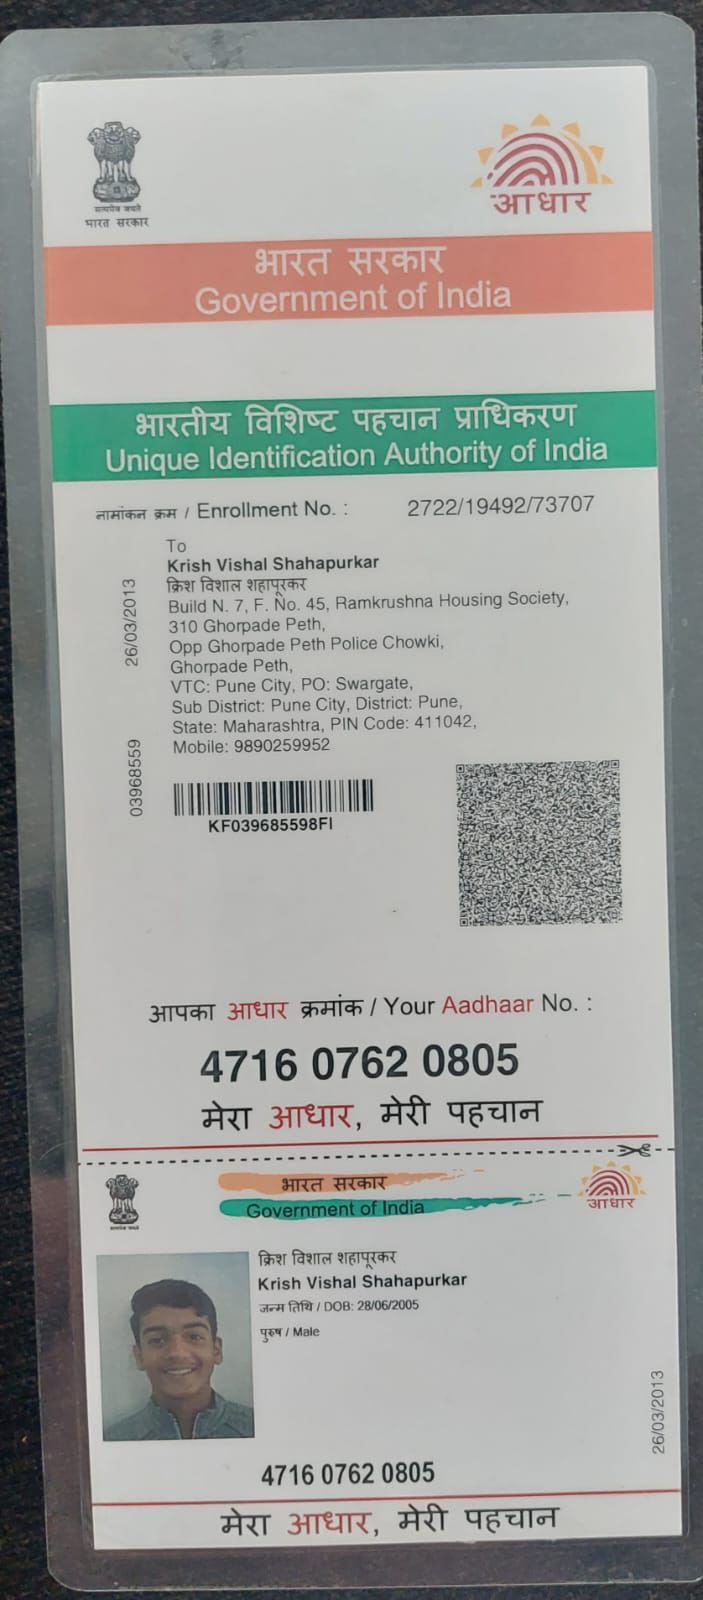 सत्यमेव जयते
भारत सरकार
आधार
भारत सरकार
Government of India
भारतीय विशिष्ट पहचान प्राधिकरण
Unique Identification Authority of India
नामांकन क्रम / Enrollment No. : 2722/19492/73707
To
Krish Vishal Shahapurkar
क्रिश विशाल शहापूरकर
Build N. 7, F. No. 45, Ramkrushna Housing Society,
310 Ghorpade Peth,
Opp Ghorpade Peth Police Chowki,
Ghorpade Peth,
VTC: Pune City, PO: Swargate,
Sub District: Pune City, District: Pune,
State: Maharashtra, PIN Code: 411042,
Mobile: 9890259952
26/03/2013
03968559
KF039685598FI
आपका आधार क्रमांक / Your Aadhaar No. :
4716 0762 0805
मेरा आधार, मेरी पहचान
भारत सरकार
Government of India
आधार
क्रिश विशाल शहापूरकर
Krish Vishal Shahapurkar
जन्म तिथि / DOB: 28/06/2005
पुरुष / Male
26/03/2013
4716 0762 0805
मेरा आधार, मेरी पहचान